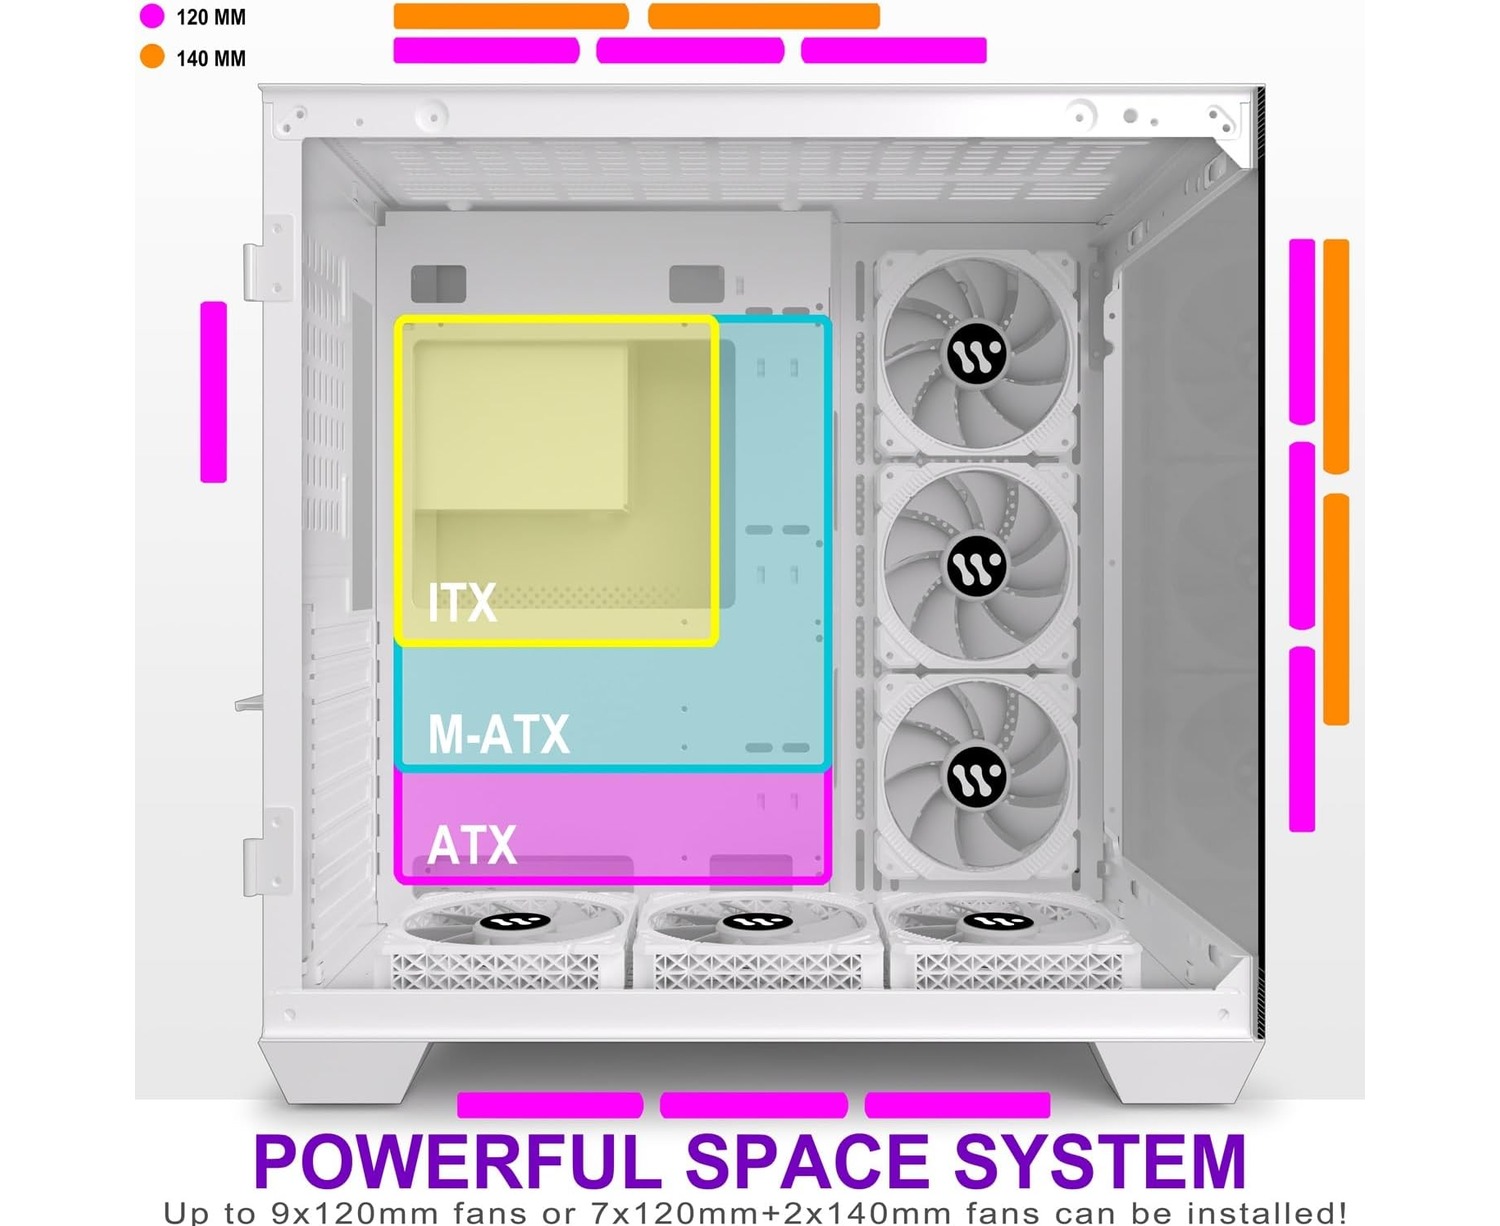 120 MM
140 MM
ITX
M-ATX
ATX
POWERFUL SPACE SYSTEM
Up to 9x120mm fans or 7x120mm+2x140mm fans can be installed!